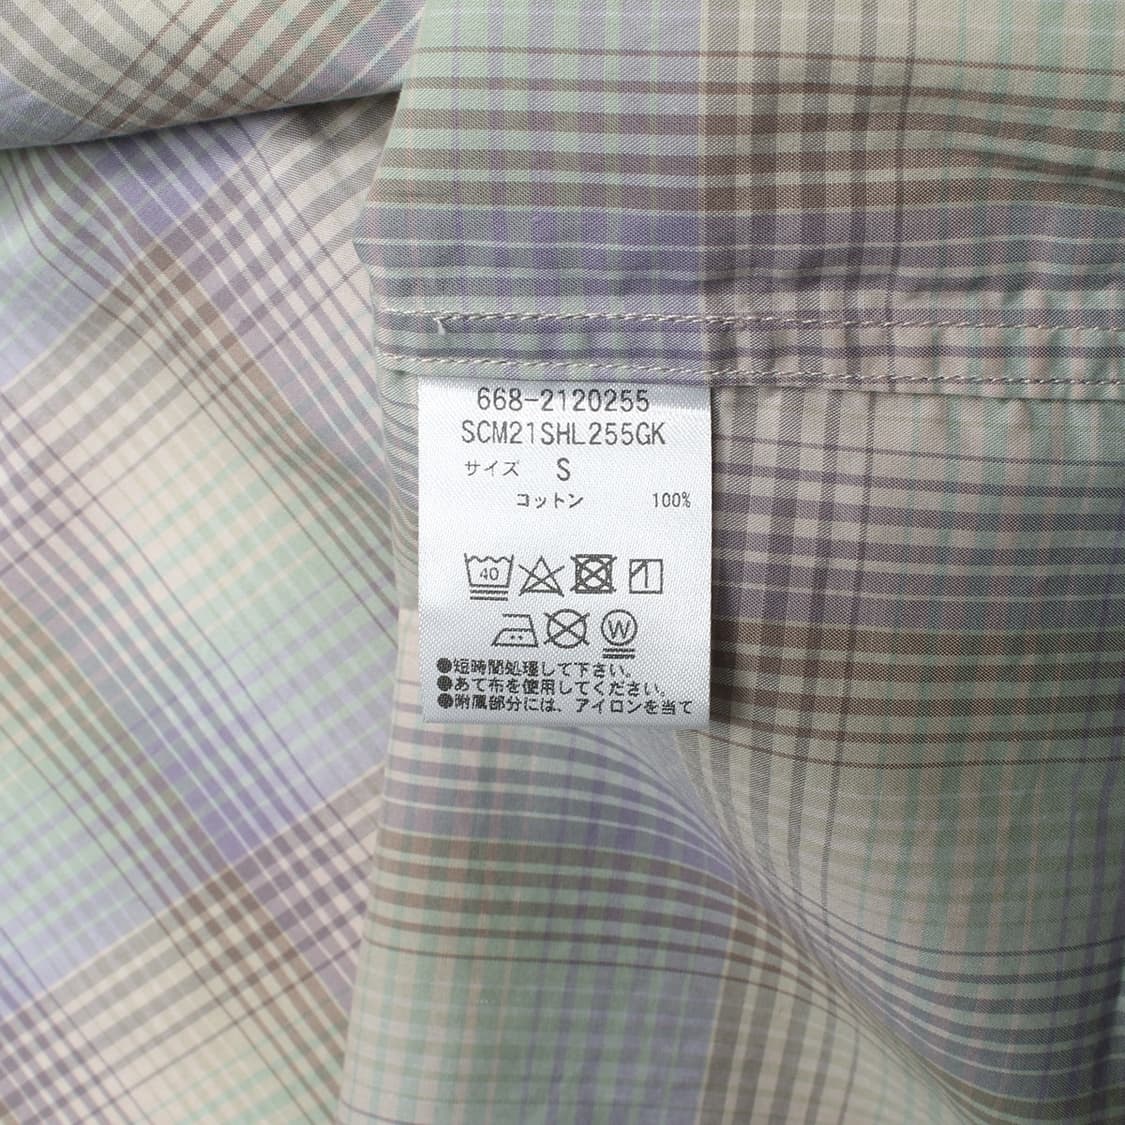 668-2120255
SCM21SHL255GK
サイズ S
コットン 100%
40
W
●短時間処理して下さい。
●あて布を使用してください。
●附属部分には、アイロンを当て